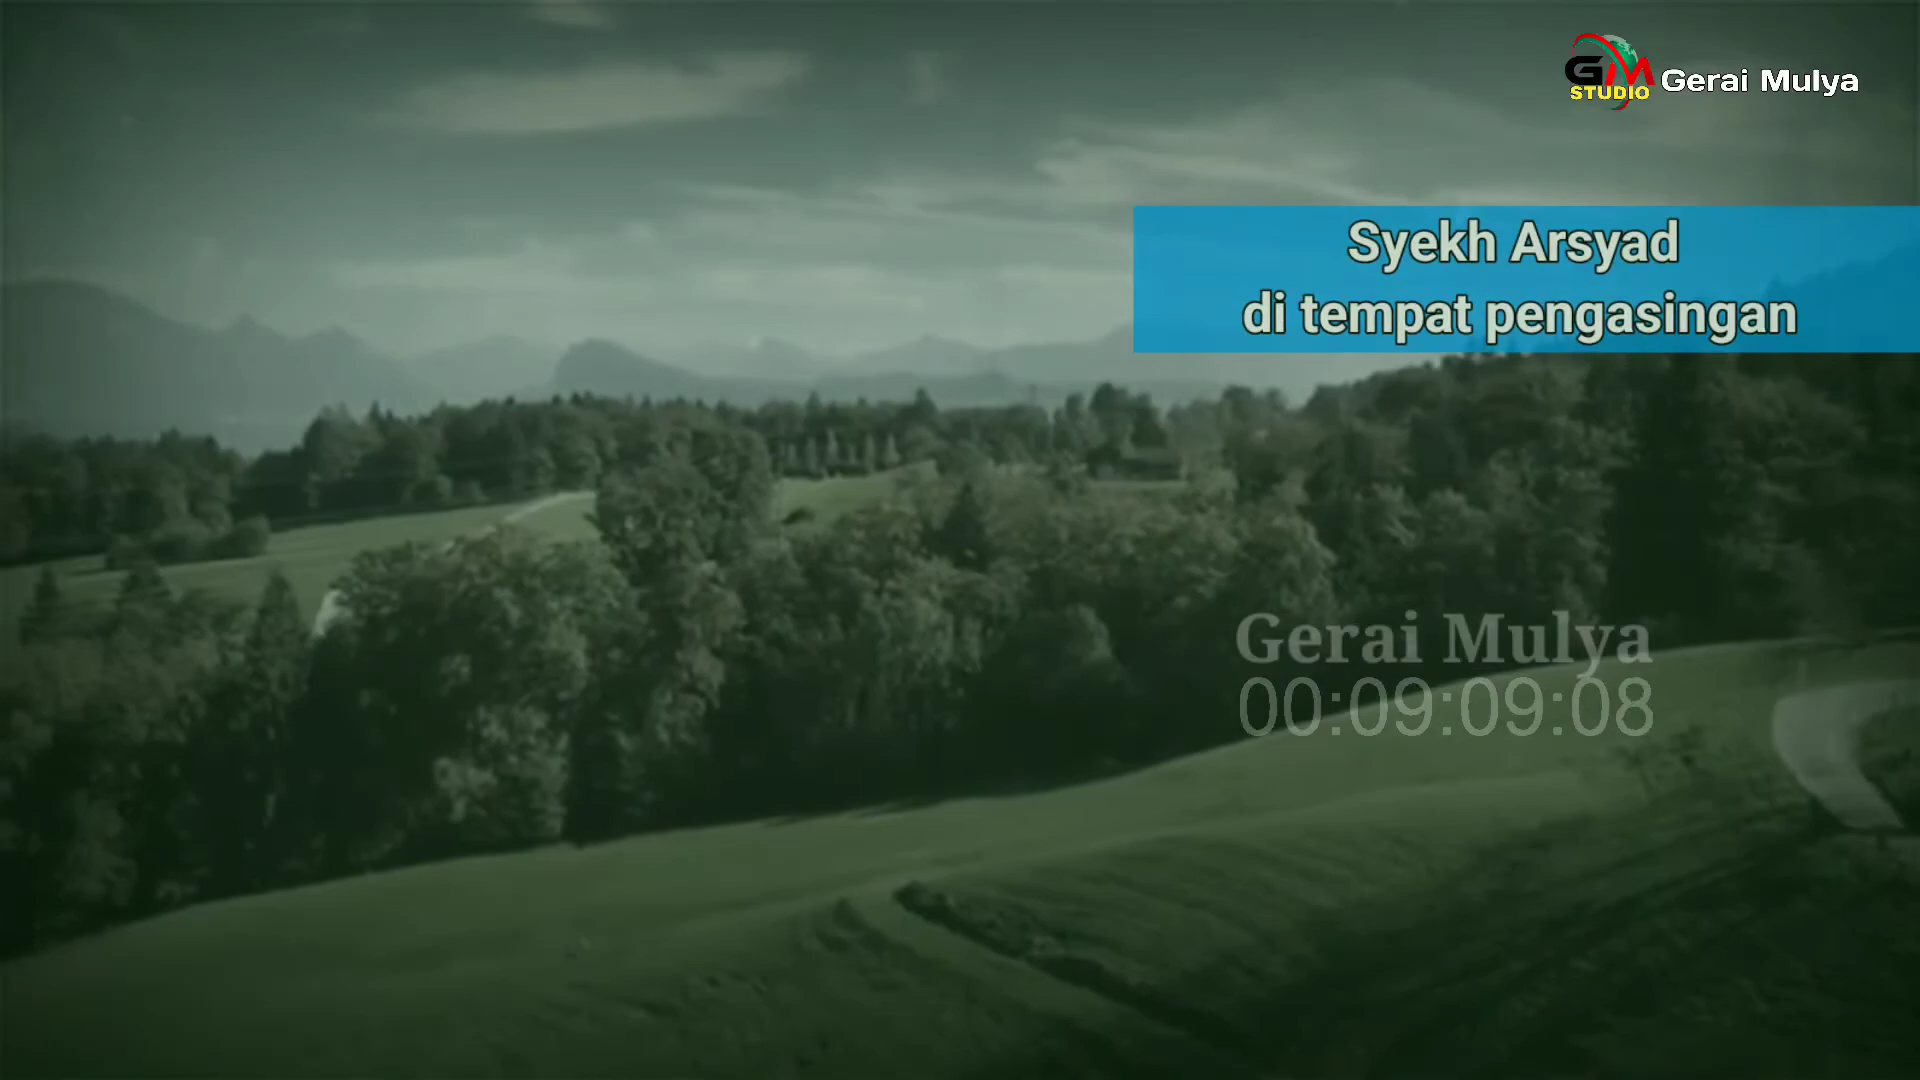 GM
STUDIO
Gerai Mulya
Syekh Arsyad
di tempat pengasingan
Gerai Mulya
00:09:09:08